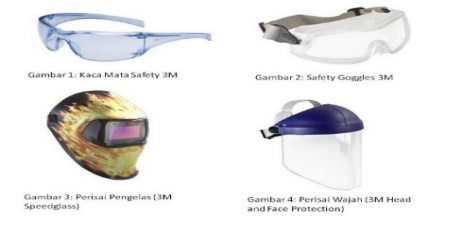 Gambar 1: Kaca Mata Safety 3M
Gambar 2: Safety Goggles 3M
Gambar 3: Perisai Pengelas (3M
Speedglass)
Gambar 4: Perisai Wajah (3M Head
and Face Protection)